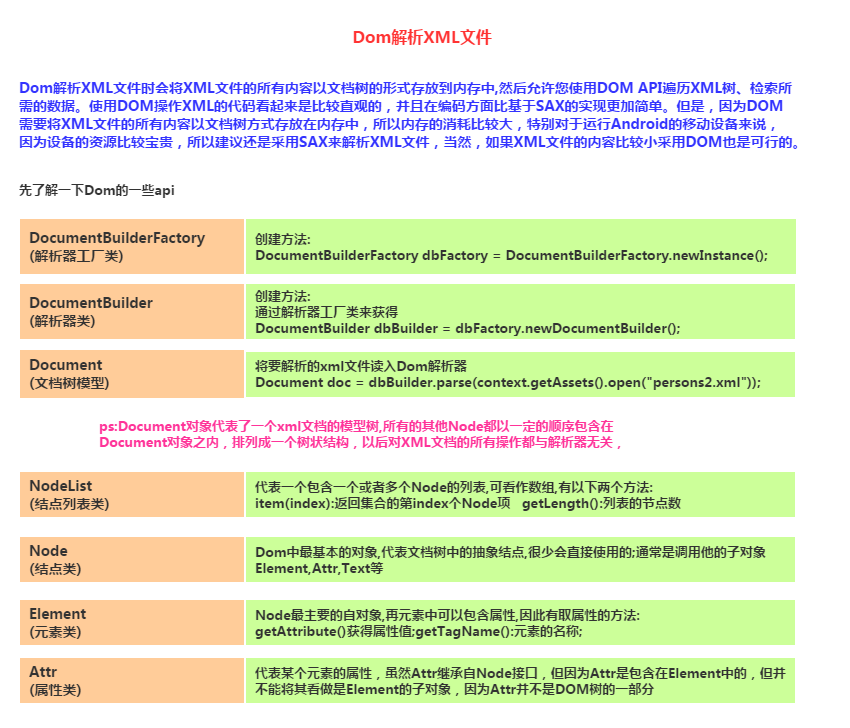 Dom解析XML文件
Dom解析XML文件时会将XML文件的所有内容以文档树的形式存放到内存中,然后允许您使用DOM API遍历XML树、检索所
需的数据。使用DOM操作XML的代码看起来是比较直观的，并且在编码方面比基于SAX的实现更加简单。但是，因为DOM
需要将XML文件的所有内容以文档树方式存放在内存中，所以内存的消耗比较大，特别对于运行Android的移动设备来说，
因为设备的资源比较宝贵，所以建议还是采用SAX来解析XML文件，当然，如果XML文件的内容比较小采用DOM也是可行的。
先了解一下Dom的一些api
DocumentBuilderFactory
(解析器工厂类)
创建方法:
DocumentBuilderFactory dbFactory = DocumentBuilderFactory.newInstance();
DocumentBuilder
(解析器类)
创建方法:
通过解析器工厂类来获得
DocumentBuilder dbBuilder = dbFactory.newDocumentBuilder();
Document
(文档树模型)
将要解析的xml文件读入Dom解析器
Document doc = dbBuilder.parse(context.getAssets().open("persons2.xml"));
ps:Document对象代表了一个xml文档的模型树,所有的其他Node都以一定的顺序包含在
Document对象之内，排列成一个树状结构，以后对XML文档的所有操作都与解析器无关，
NodeList
(结点列表类)
代表一个包含一个或者多个Node的列表,可看作数组,有以下两个方法:
item(index):返回集合的第index个Node项 getLength():列表的节点数
Node
(结点类)
Dom中最基本的对象,代表文档树中的抽象结点,很少会直接使用的;通常是调用他的子对象
Element,Attr,Text等
Element
(元素类)
Node最主要的自对象,再元素中可以包含属性,因此有取属性的方法:
getAttribute()获得属性值;getTagName():元素的名称;
Attr
(属性类)
代表某个元素的属性，虽然Attr继承自Node接口，但因为Attr是包含在Element中的，但并
不能将其看做是Element的子对象，因为Attr并不是DOM树的一部分